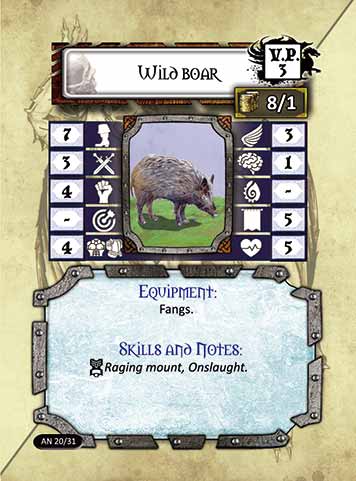 Wild boar
V.P.
3
8/1
7 3
3 1
4 -
- 5
4 5
Equipment:
Fangs.
Skills and Notes:
Raging mount, Onslaught.
AN 20/31